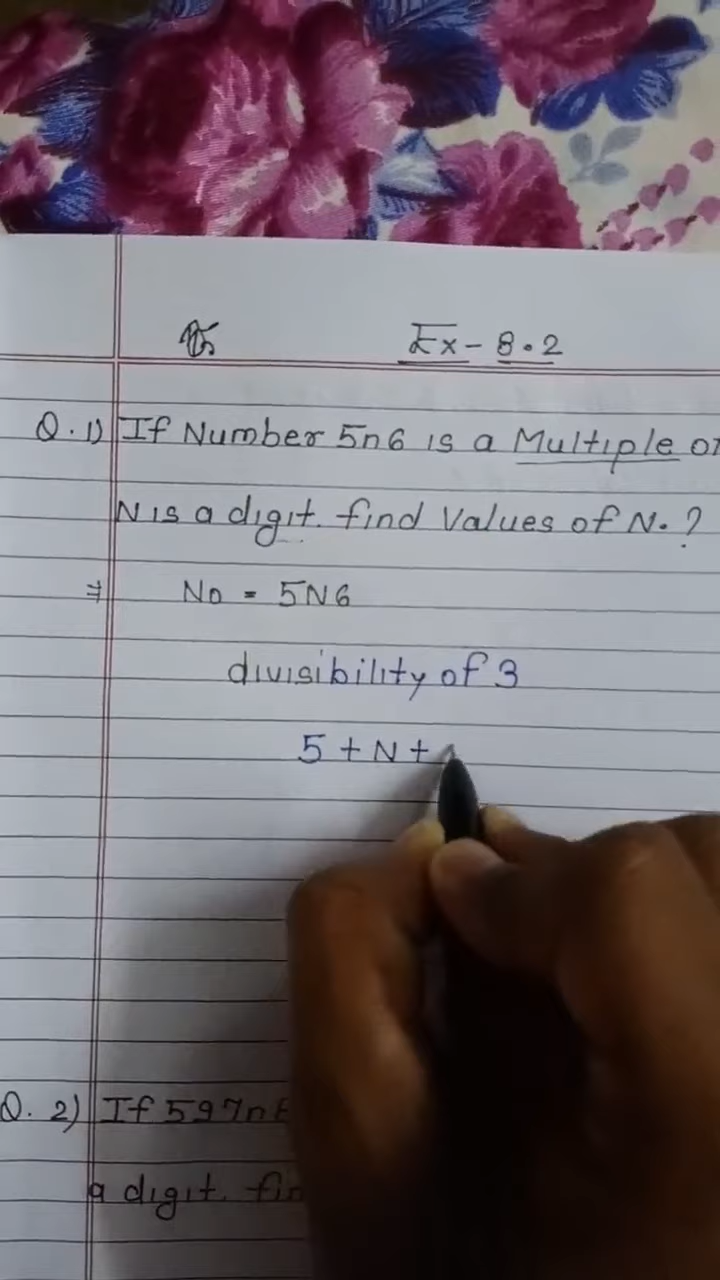 Ex-8.2
Q.1) If Number 5n6 is a Multiple
N is a digit. find Values of N.?
⇒ No = 5N6
divisibility of 3
5 + N +
Q. 2) If 597n
a digit.